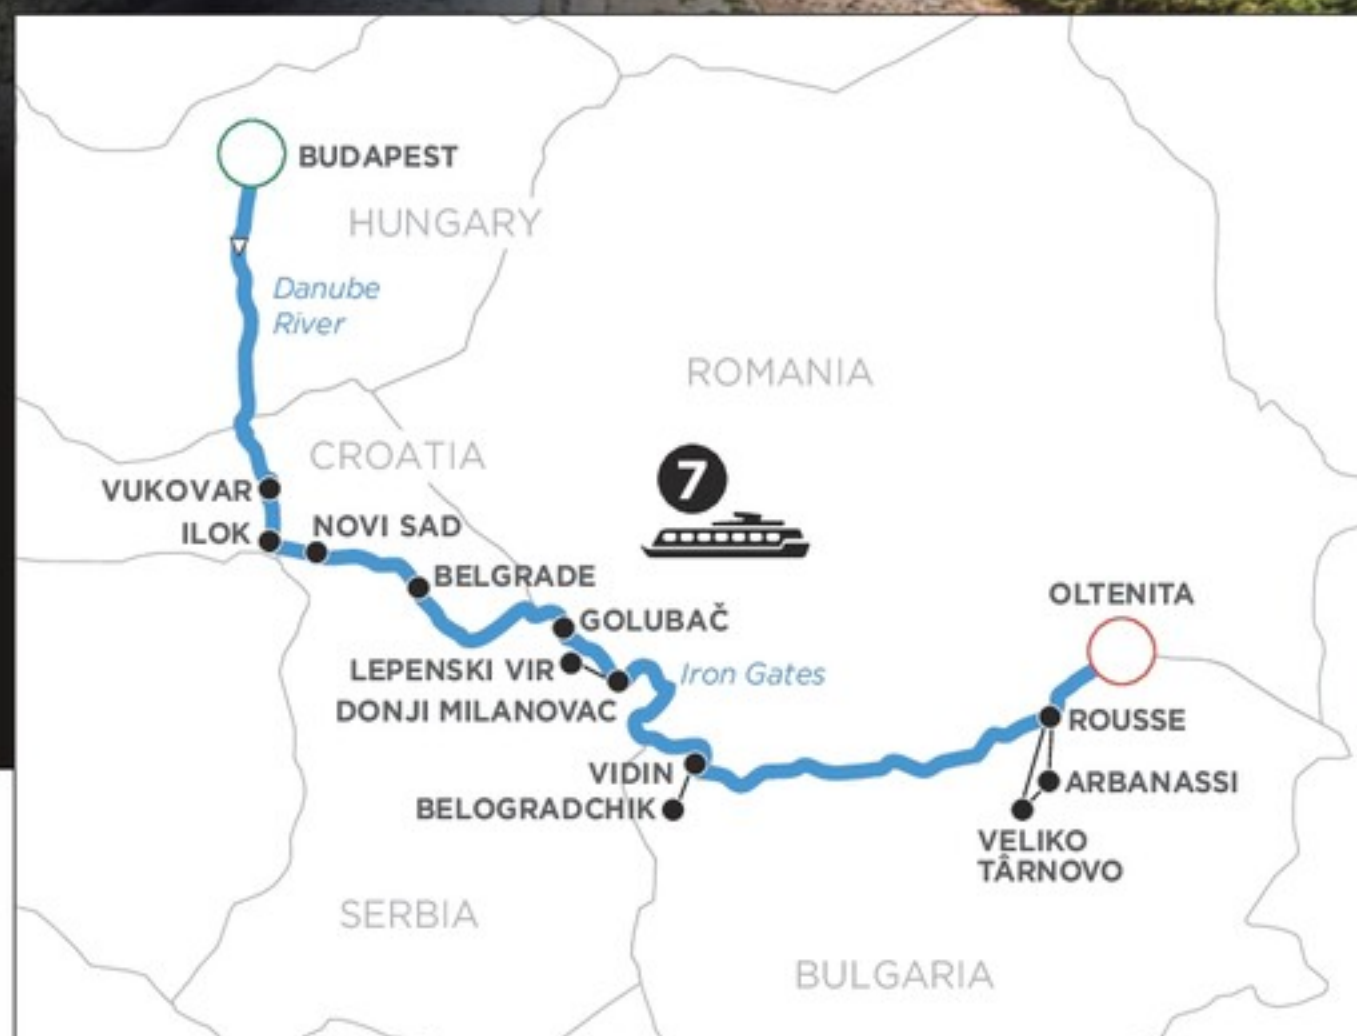 BUDAPEST
HUNGARY
Danube
River
ROMANIA
CROATIA
7
VUKOVAR
ILOK
NOVI SAD
BELGRADE
OLTENITA
GOLUBAČ
LEPENSKI VIR
Iron Gates
DONJI MILANOVAC
ROUSSE
VIDIN
ARBANASSI
BELOGRADCHIK
VELIKO
TÂRNOVO
SERBIA
BULGARIA